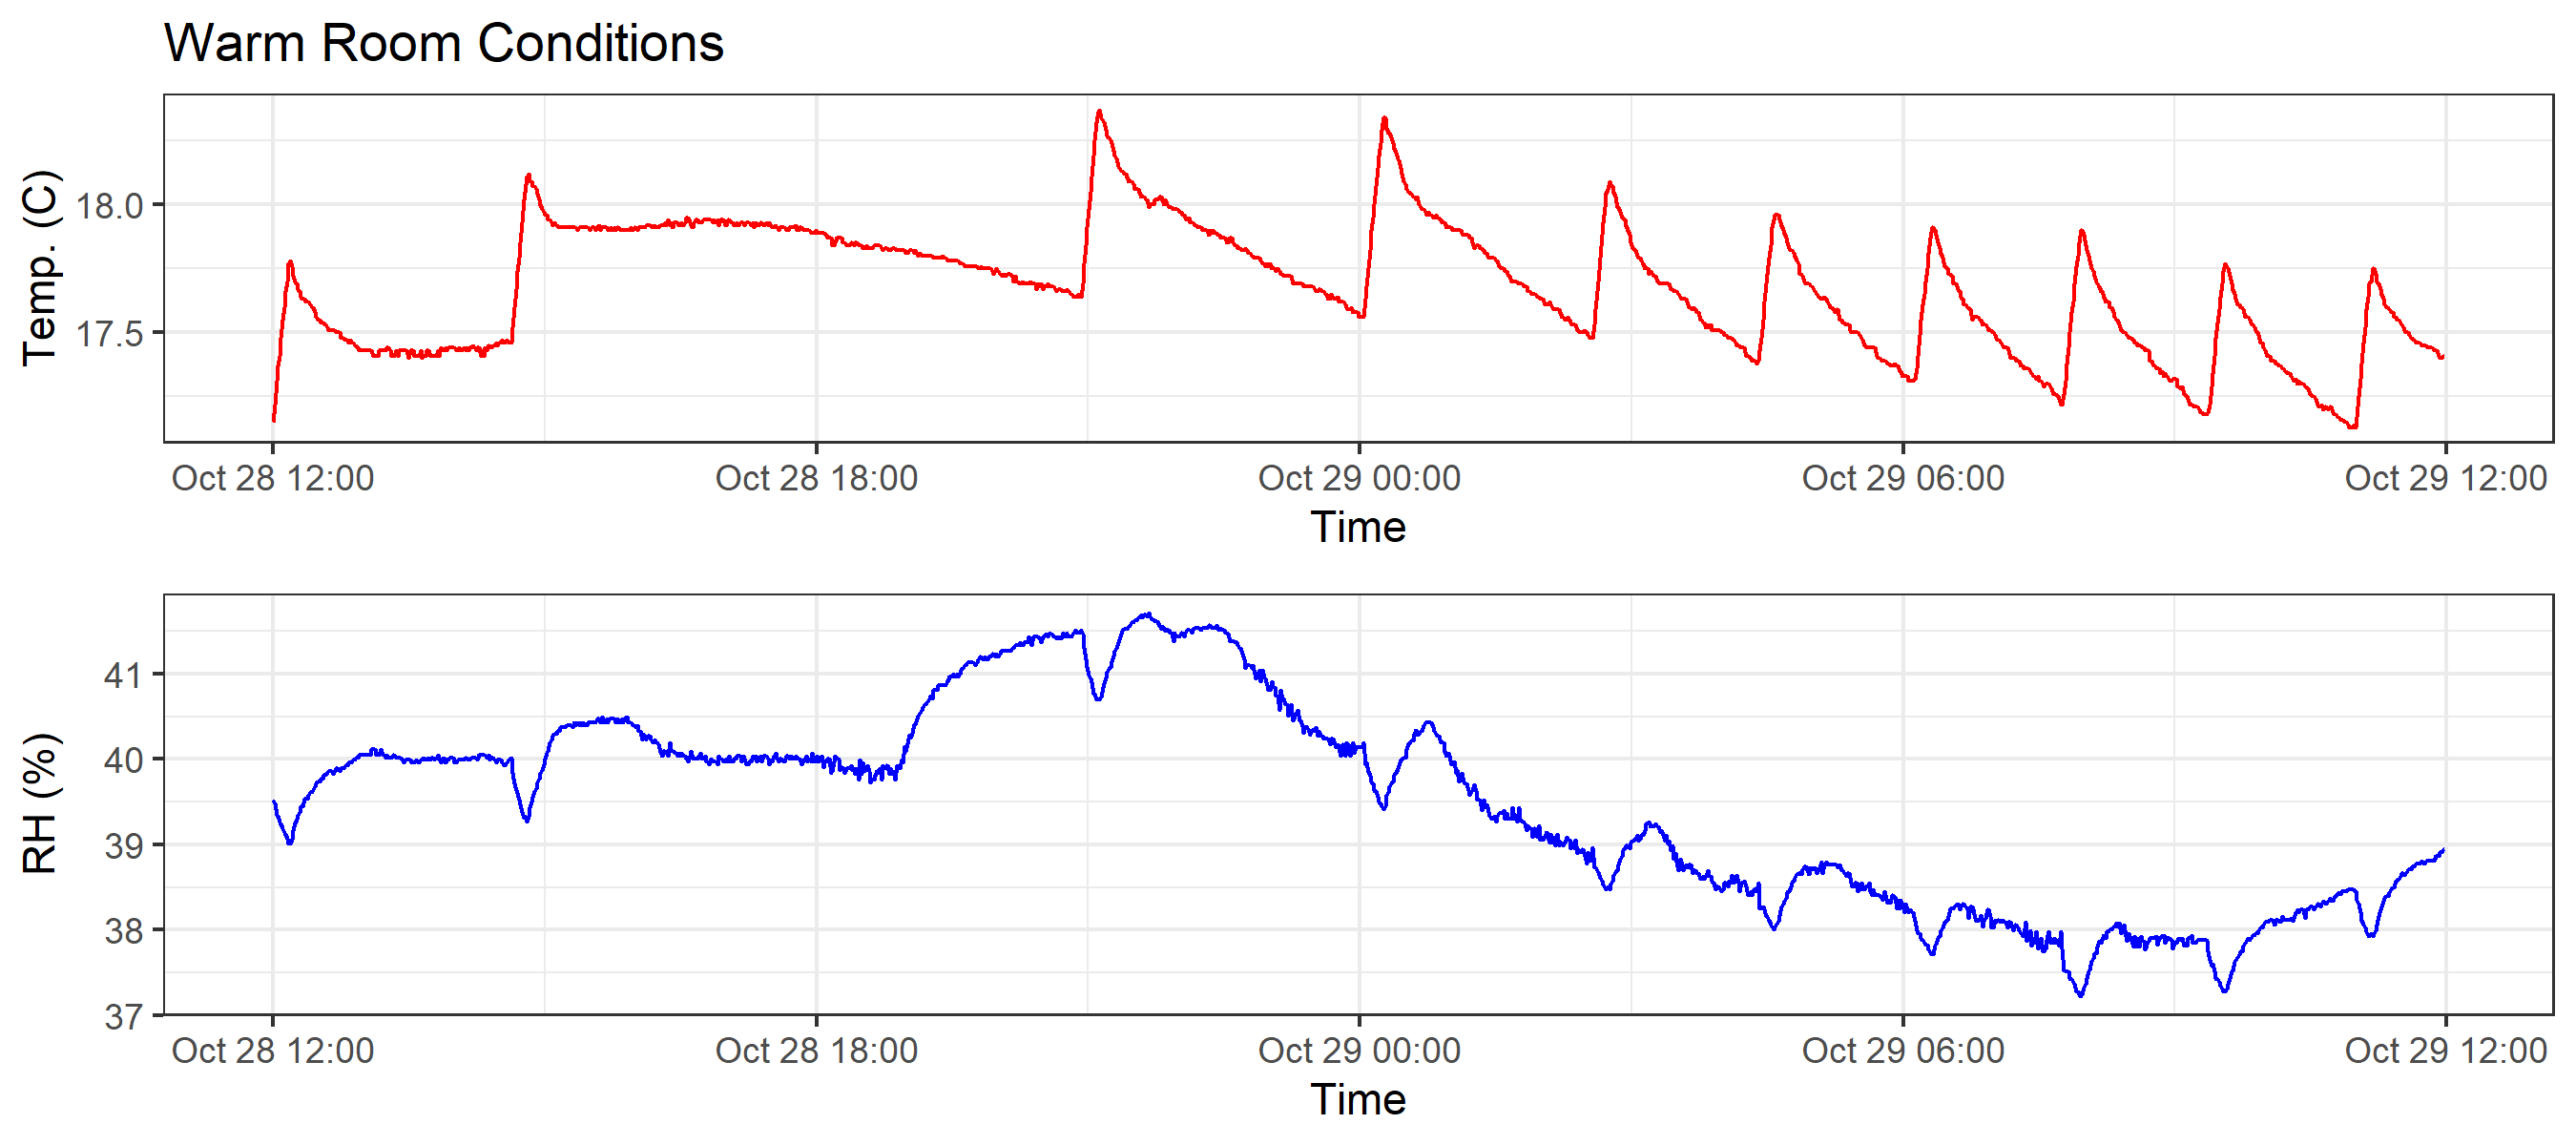 Warm Room Conditions
Temp. (C)
18.0
17.5
Oct 28 12:00 Oct 28 18:00 Oct 29 00:00 Oct 29 06:00 Oct 29 12:00
Time
RH (%)
41
40
39
38
37
Oct 28 12:00 Oct 28 18:00 Oct 29 00:00 Oct 29 06:00 Oct 29 12:00
Time